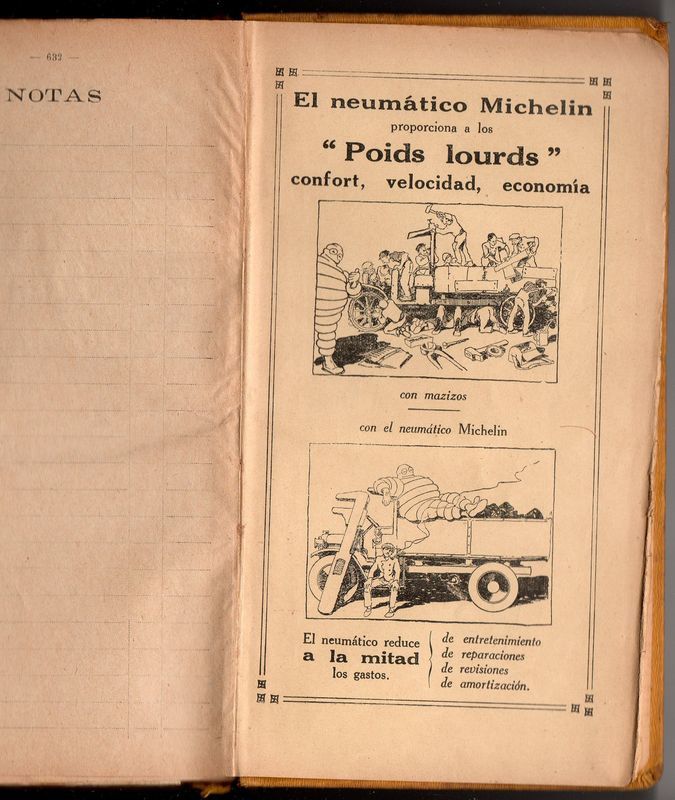 — 632 —
NOTAS
El neumático Michelin
proporciona a los
“Poids lourds”
confort, velocidad, economía
con mazizos
con el neumático Michelin
El neumático reduce
a la mitad
los gastos.
de entretenimiento
de reparaciones
de revisiones
de amortización.